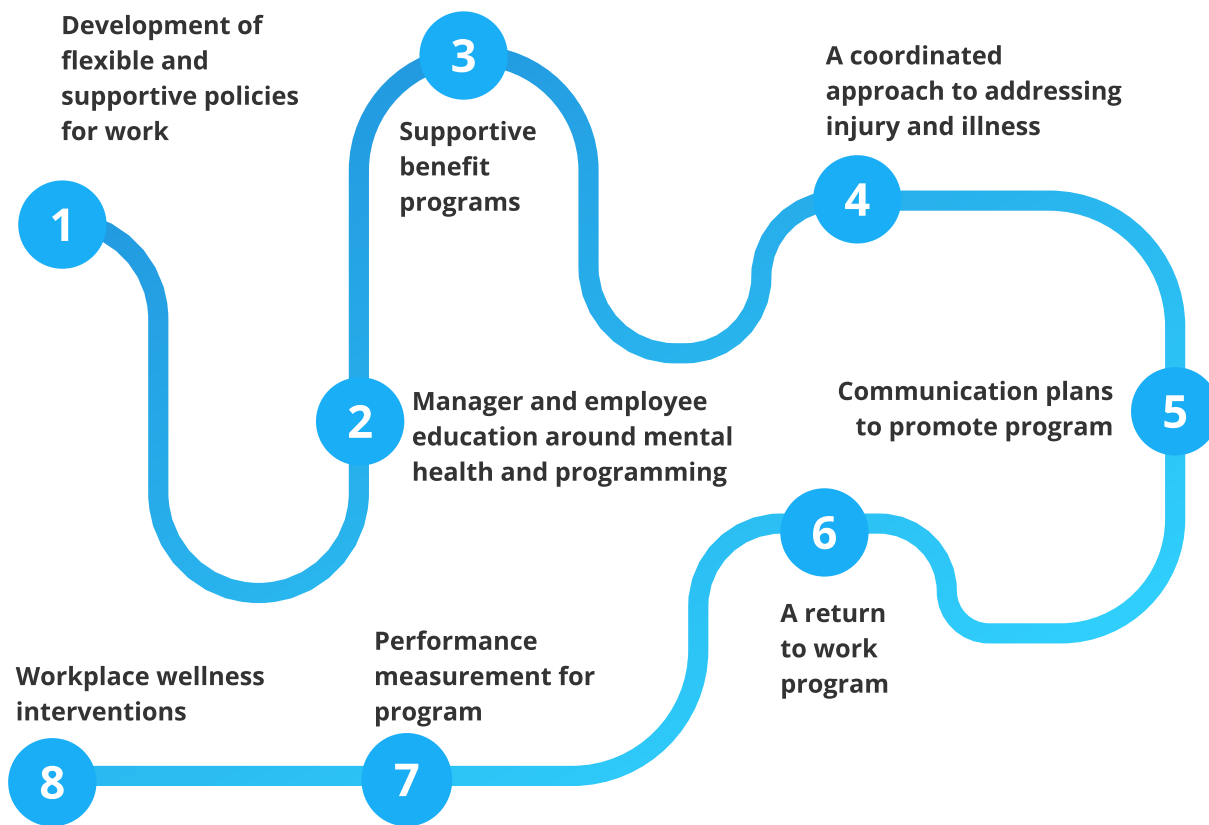 1
Development of
flexible and
supportive policies
for work
2
Manager and employee
education around mental
health and programming
3
Supportive
benefit
programs
4
A coordinated
approach to addressing
injury and illness
5
Communication plans
to promote program
6
A return
to work
program
7
Performance
measurement for
program
8
Workplace wellness
interventions